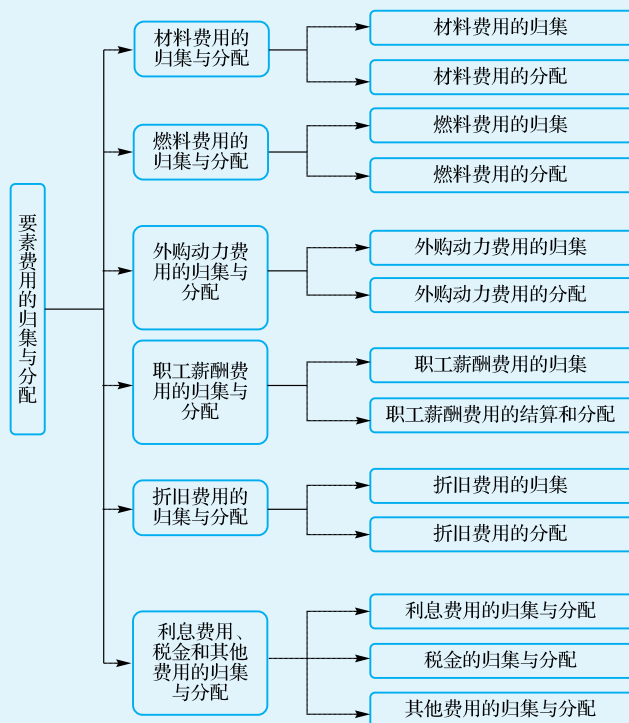 要素费用的归集与分配
材料费用的
归集与分配
材料费用的归集
材料费用的分配
燃料费用的
归集与分配
燃料费用的归集
燃料费用的分配
外购动力费
用的归集与
分配
外购动力费用的归集
外购动力费用的分配
职工薪酬费
用的归集与
分配
职工薪酬费用的归集
职工薪酬费用的结算和分配
折旧费用的
归集与分配
折旧费用的归集
折旧费用的分配
利息费用、
税金和其他
费用的归集
与分配
利息费用的归集与分配
税金的归集与分配
其他费用的归集与分配